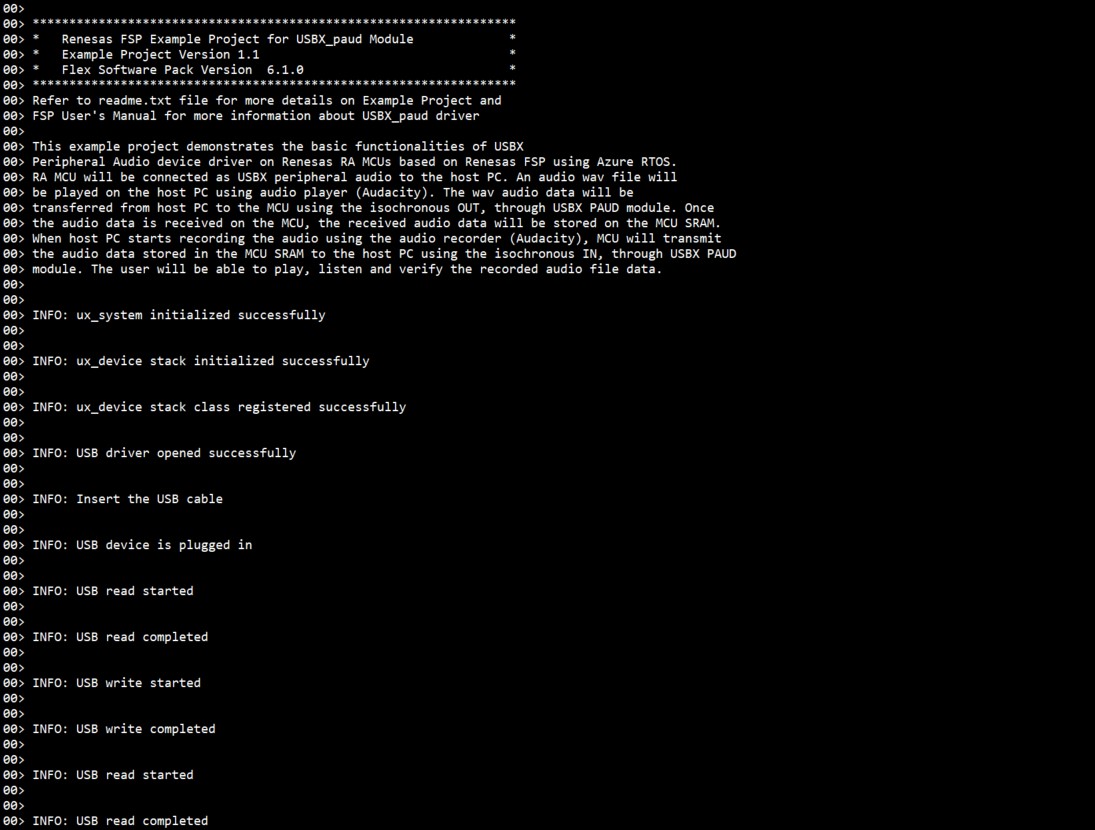 00>
00> ******************************************************************
00> *   Renesas FSP Example Project for USBX_paud Module             *
00> *   Example Project Version 1.1                                  *
00> *   Flex Software Pack Version  6.1.0                            *
00> ******************************************************************
00> Refer to readme.txt file for more details on Example Project and
00> FSP User's Manual for more information about USBX_paud driver
00>
00> This example project demonstrates the basic functionalities of USBX
00> Peripheral Audio device driver on Renesas RA MCUs based on Renesas FSP using Azure RTOS.
00> RA MCU will be connected as USBX peripheral audio to the host PC. An audio wav file will
00> be played on the host PC using audio player (Audacity). The wav audio data will be
00> transferred from host PC to the MCU using the isochronous OUT, through USBX PAUD module. Once
00> the audio data is received on the MCU, the received audio data will be stored on the MCU SRAM.
00> When host PC starts recording the audio using the audio recorder (Audacity), MCU will transmit
00> the audio data stored in the MCU SRAM to the host PC using the isochronous IN, through USBX PAUD
00> module. The user will be able to play, listen and verify the recorded audio file data.
00>
00>
00> INFO: ux_system initialized successfully
00>
00>
00> INFO: ux_device stack initialized successfully
00>
00>
00> INFO: ux_device stack class registered successfully
00>
00>
00> INFO: USB driver opened successfully
00>
00>
00> INFO: Insert the USB cable
00>
00>
00> INFO: USB device is plugged in
00>
00>
00> INFO: USB read started
00>
00>
00> INFO: USB read completed
00>
00>
00> INFO: USB write started
00>
00>
00> INFO: USB write completed
00>
00>
00> INFO: USB read started
00>
00>
00> INFO: USB read completed